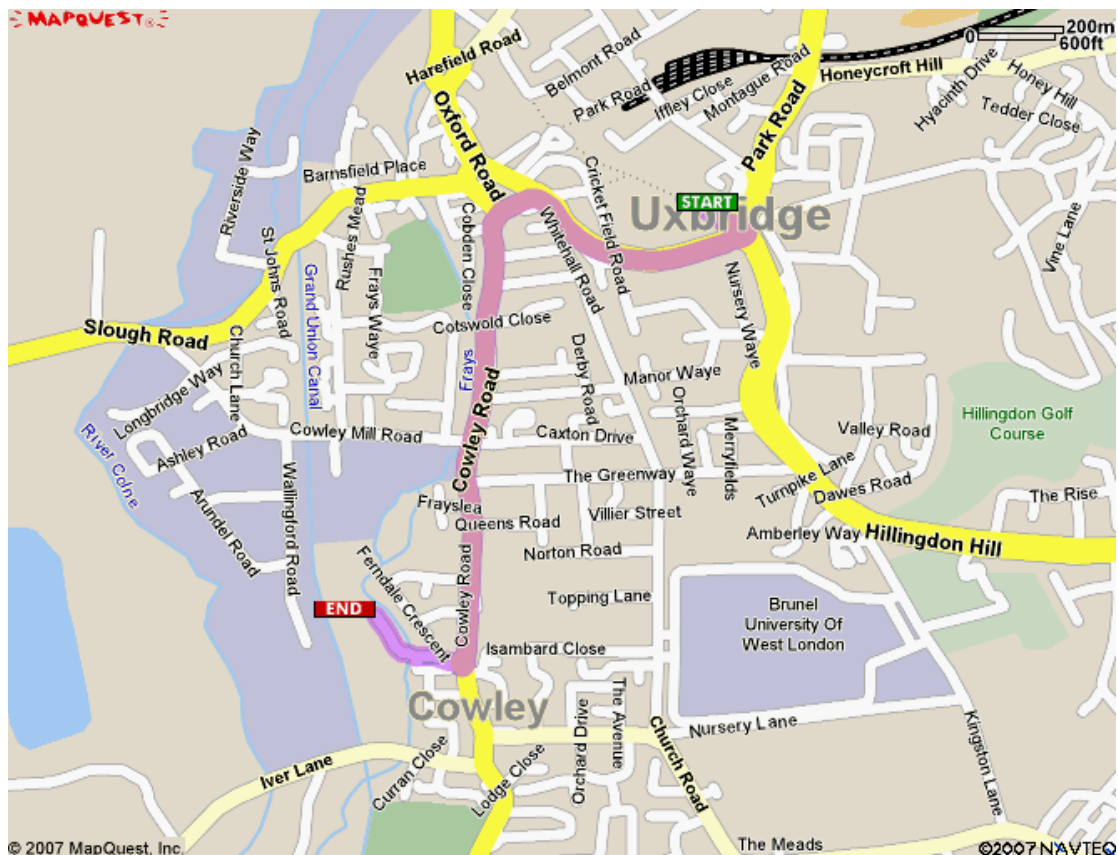 MAPQUEST
200m
0
600ft
Harefield Road
Belmont Road
Park Road
Iffley Close
Montague Road
Honeycroft Hill
Hyacinth Drive
Honey Hill
Tedder Close
Oxford Road
Park Road
Riverside Way
Barnsfield Place
Cricket Field Road
START
Uxbridge
St Johns Road
Rushes Mead
Cobden Close
Whitehall Road
Vine Lane
Grand Union Canal
Frays Waye
Nursery Waye
Slough Road
Church Lane
Cotswold Close
Frays
Derby Road
Manor Waye
Longbridge Way
Cowley Road
Orchard Waye
Merryfields
Hillingdon Golf
Course
River Colne
Ashley Road
Cowley Mill Road
Caxton Drive
Valley Road
Wallingford Road
The Greenway
Turnpike Lane
Dawes Road
The Rise
Arundel Road
Frayslea
Queens Road
Villier Street
Amberley Way
Hillingdon Hill
Norton Road
Ferndale Crescent
Cowley Road
END
Topping Lane
Brunel
University Of
West London
Isambard Close
Cowley
The Avenue
Nursery Lane
Kingston Lane
Orchard Drive
Church Road
Iver Lane
Curran Close
Lodge Close
The Meads
© 2007 MapQuest, Inc.
©2007 NAVTEQ